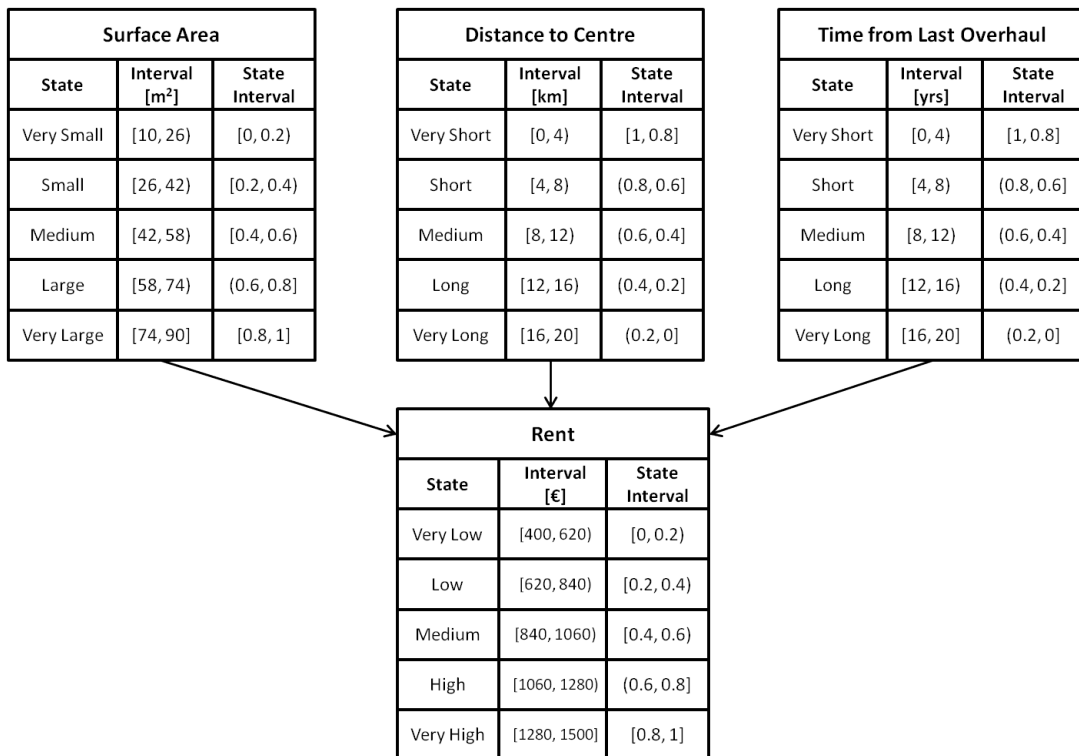 Surface Area
State Interval [m²] State Interval
Very Small [10, 26) [0, 0.2)
Small [26, 42) [0.2, 0.4)
Medium [42, 58) [0.4, 0.6)
Large [58, 74) (0.6, 0.8]
Very Large [74, 90] [0.8, 1]
Distance to Centre
State Interval [km] State Interval
Very Short [0, 4) [1, 0.8]
Short [4, 8) (0.8, 0.6]
Medium [8, 12) (0.6, 0.4]
Long [12, 16) (0.4, 0.2]
Very Long [16, 20] (0.2, 0]
Time from Last Overhaul
State Interval [yrs] State Interval
Very Short [0, 4) [1, 0.8]
Short [4, 8) (0.8, 0.6]
Medium [8, 12) (0.6, 0.4]
Long [12, 16) (0.4, 0.2]
Very Long [16, 20] (0.2, 0]
Rent
State Interval [€] State Interval
Very Low [400, 620) [0, 0.2)
Low [620, 840) [0.2, 0.4)
Medium [840, 1060) [0.4, 0.6)
High [1060, 1280) (0.6, 0.8]
Very High [1280, 1500] [0.8, 1]